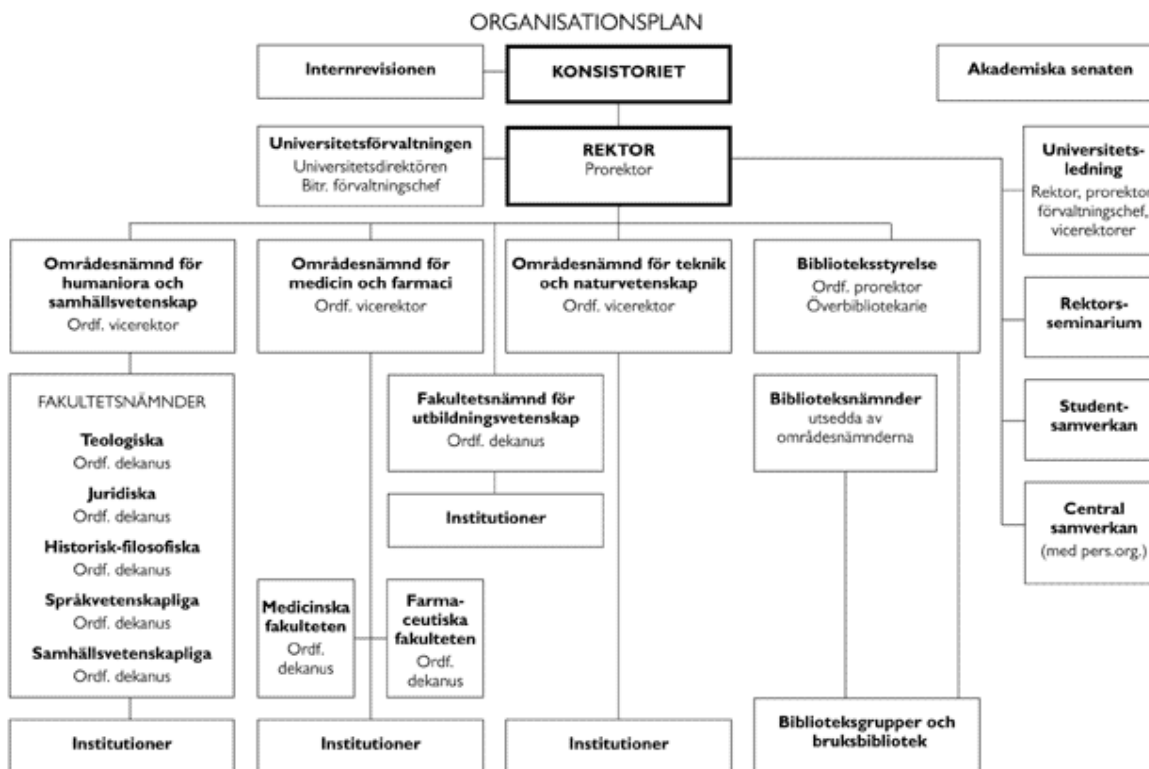 ORGANISATIONSPLAN
Internrevisionen
KONSISTORIET
Akademiska senaten
Universitetsförvaltningen
Universitetsdirektören
Bitr. förvaltningschef
REKTOR
Prorektor
Universitets-
ledning
Rektor, prorektor,
förvaltningschef,
vicerektorer
Områdesnämnd för
humaniora och
samhällsvetenskap
Ordf. vicerektor
Områdesnämnd för
medicin och farmaci
Ordf. vicerektor
Områdesnämnd för teknik
och naturvetenskap
Ordf. vicerektor
Biblioteksstyrelse
Ordf. prorektor
Överbibliotekarie
Rektors-
seminarium
FAKULTETSNÄMNDER
Teologiska
Ordf. dekanus
Juridiska
Ordf. dekanus
Historisk-filosofiska
Ordf. dekanus
Språkvetenskapliga
Ordf. dekanus
Samhällsvetenskapliga
Ordf. dekanus
Fakultetsnämnd för
utbildningsvetenskap
Ordf. dekanus
Biblioteksnämnder
utsedda av
områdesnämnderna
Student-
samverkan
Institutioner
Central
samverkan
(med pers.org.)
Medicinska
fakulteten
Ordf.
dekanus
Farma-
ceutiska
fakulteten
Ordf.
dekanus
Institutioner
Institutioner
Institutioner
Biblioteksgrupper och
bruksbibliotek